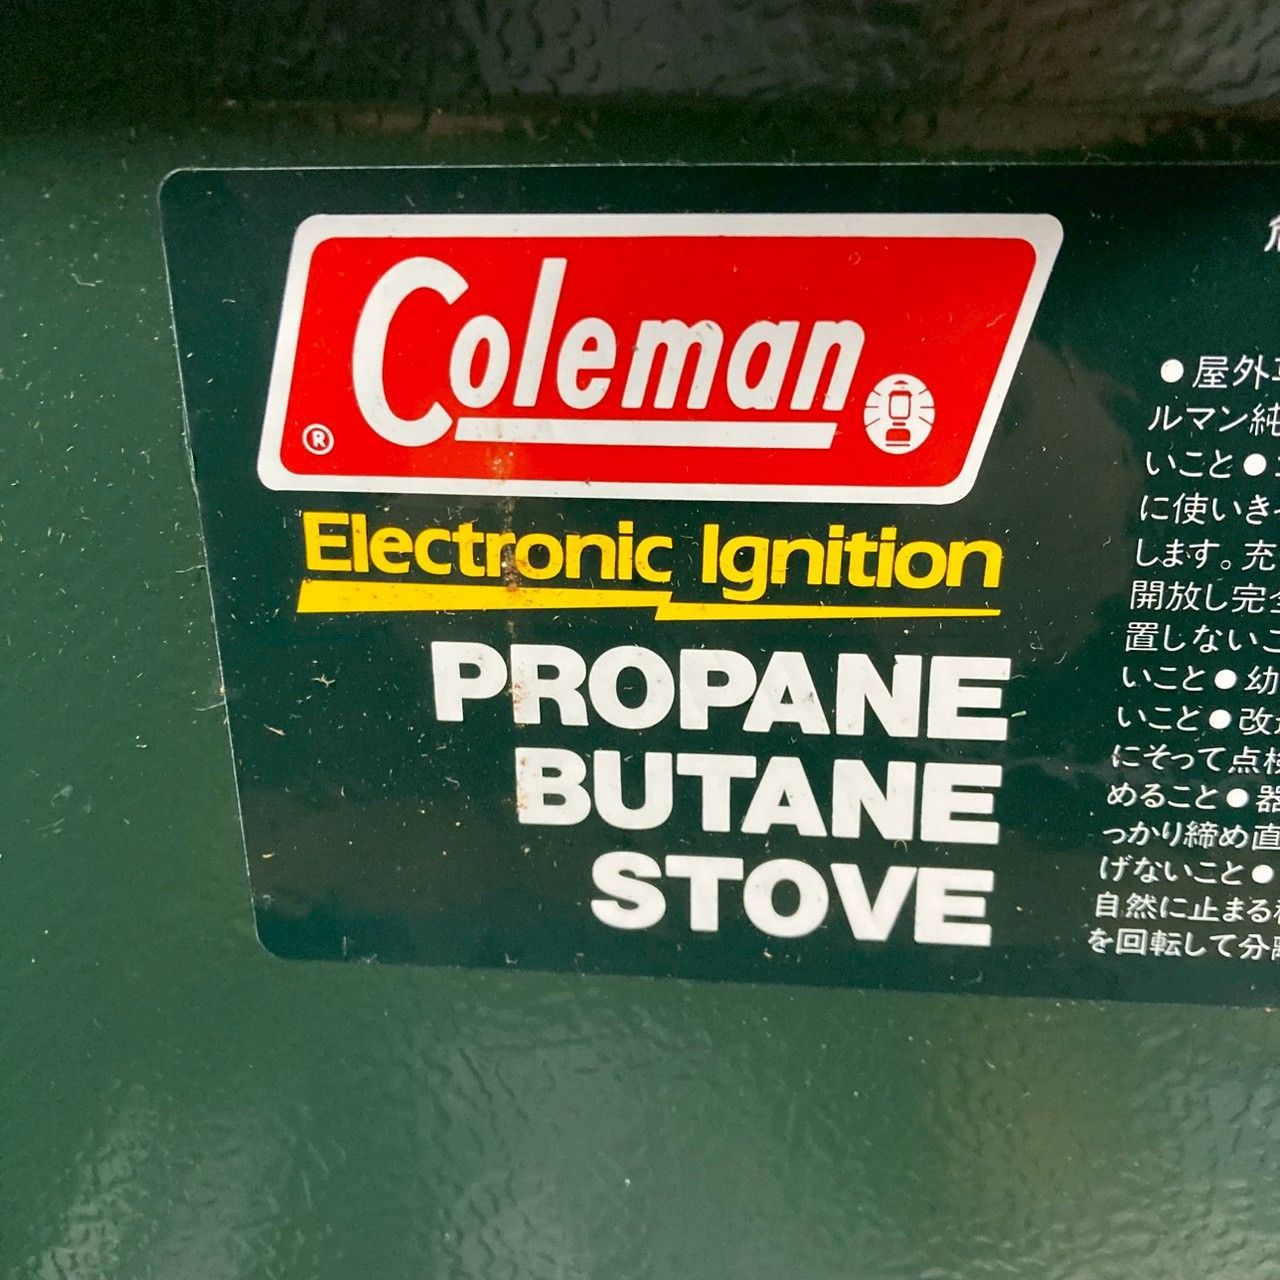 Coleman
®
Electronic Ignition
PROPANE
BUTANE
STOVE
●屋外
ルマン純
いこと●
に使いき
します。充
開放し完
置しないこ
いこと●幼
いこと●改
にそって点検
めること●器
っかり締め直
げないこと●
自然に止まる
を回転して分離